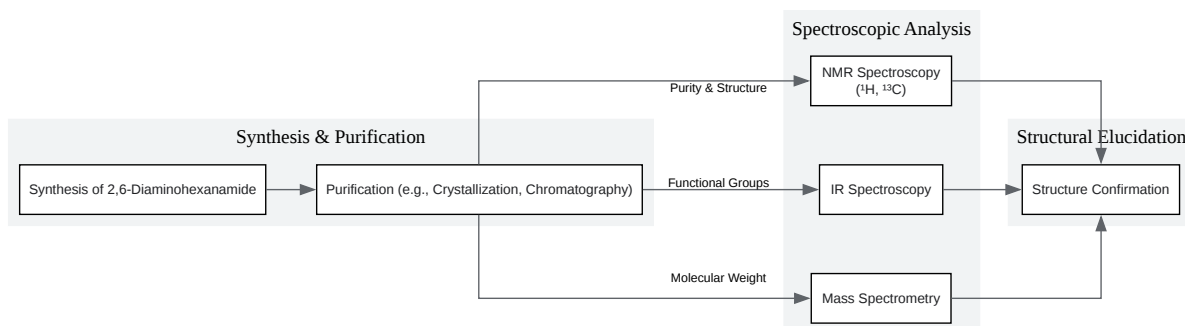 Spectroscopic Analysis
NMR Spectroscopy
(¹H, ¹³C)
Purity & Structure
Synthesis & Purification
Structural Elucidation
Synthesis of 2,6-Diaminohexanamide
Purification (e.g., Crystallization, Chromatography)
Functional Groups
IR Spectroscopy
Structure Confirmation
Molecular Weight
Mass Spectrometry